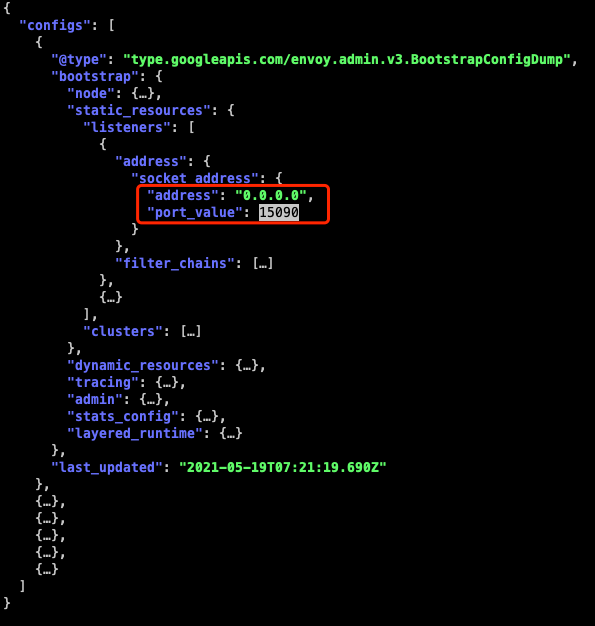 {
  "configs": [
    {
      "@type": "type.googleapis.com/envoy.admin.v3.BootstrapConfigDump",
      "bootstrap": {
        "node": {…},
        "static_resources": {
          "listeners": [
            {
              "address": {
                "socket_address": {
                  "address": "0.0.0.0",
                  "port_value": 15090
                }
              },
              "filter_chains": […]
            },
            {…}
          ],
          "clusters": […]
        },
        "dynamic_resources": {…},
        "tracing": {…},
        "admin": {…},
        "stats_config": {…},
        "layered_runtime": {…}
      },
      "last_updated": "2021-05-19T07:21:19.690Z"
    },
    {…},
    {…},
    {…},
    {…},
    {…}
  ]
}